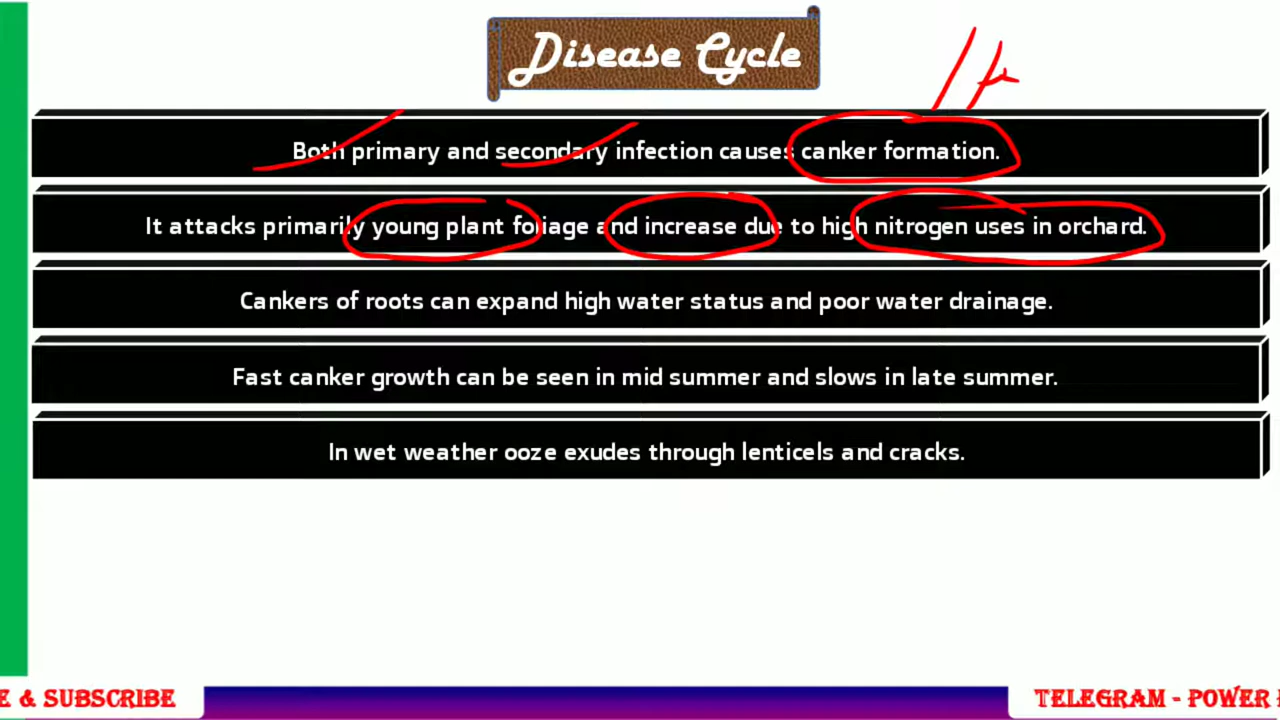 Disease Cycle
Both primary and secondary infection causes canker formation.
It attacks primarily young plant foliage and increase due to high nitrogen uses in orchard.
Cankers of roots can expand high water status and poor water drainage.
Fast canker growth can be seen in mid summer and slows in late summer.
In wet weather ooze exudes through lenticels and cracks.
E & SUBSCRIBE
TELEGRAM - POWER